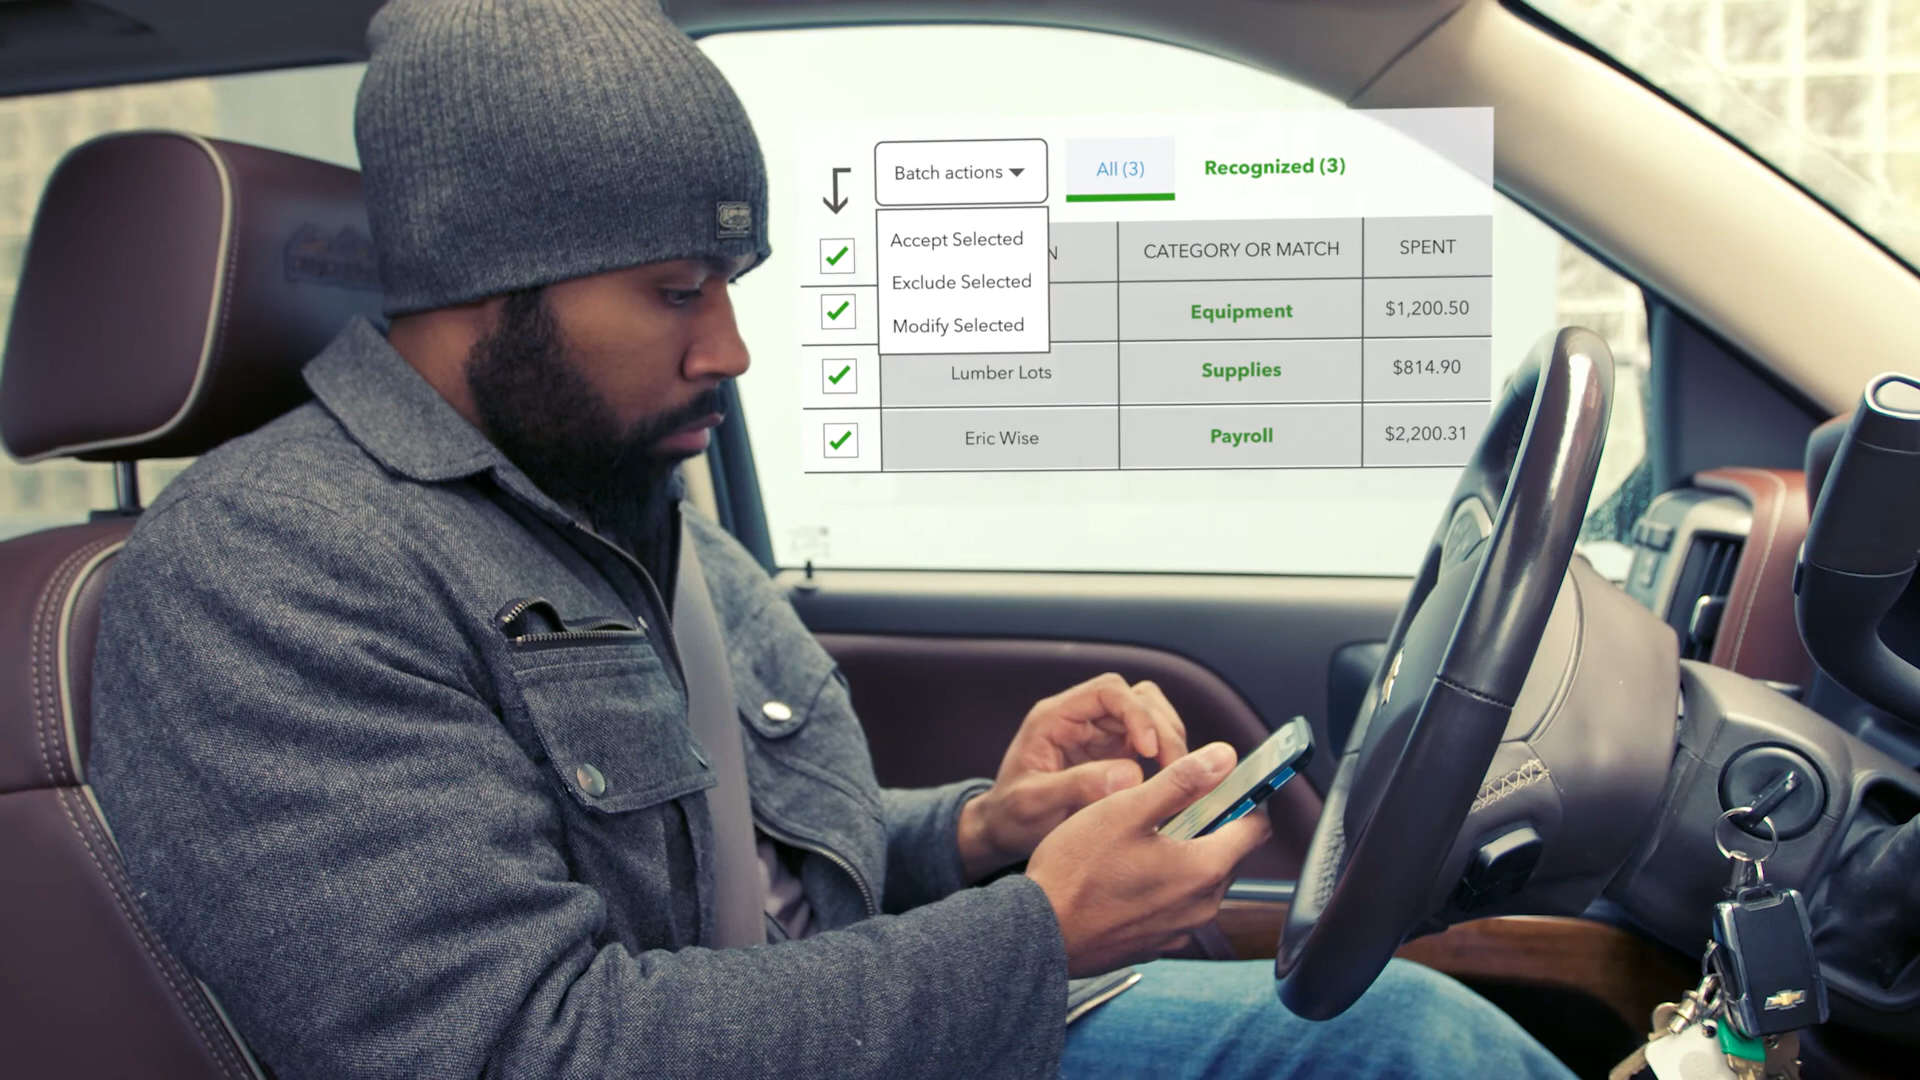 Batch actions
All (3)
Recognized (3)
Accept Selected
Exclude Selected
Modify Selected
N
CATEGORY OR MATCH
SPENT
Equipment
$1,200.50
Lumber Lots
Supplies
$814.90
Eric Wise
Payroll
$2,200.31